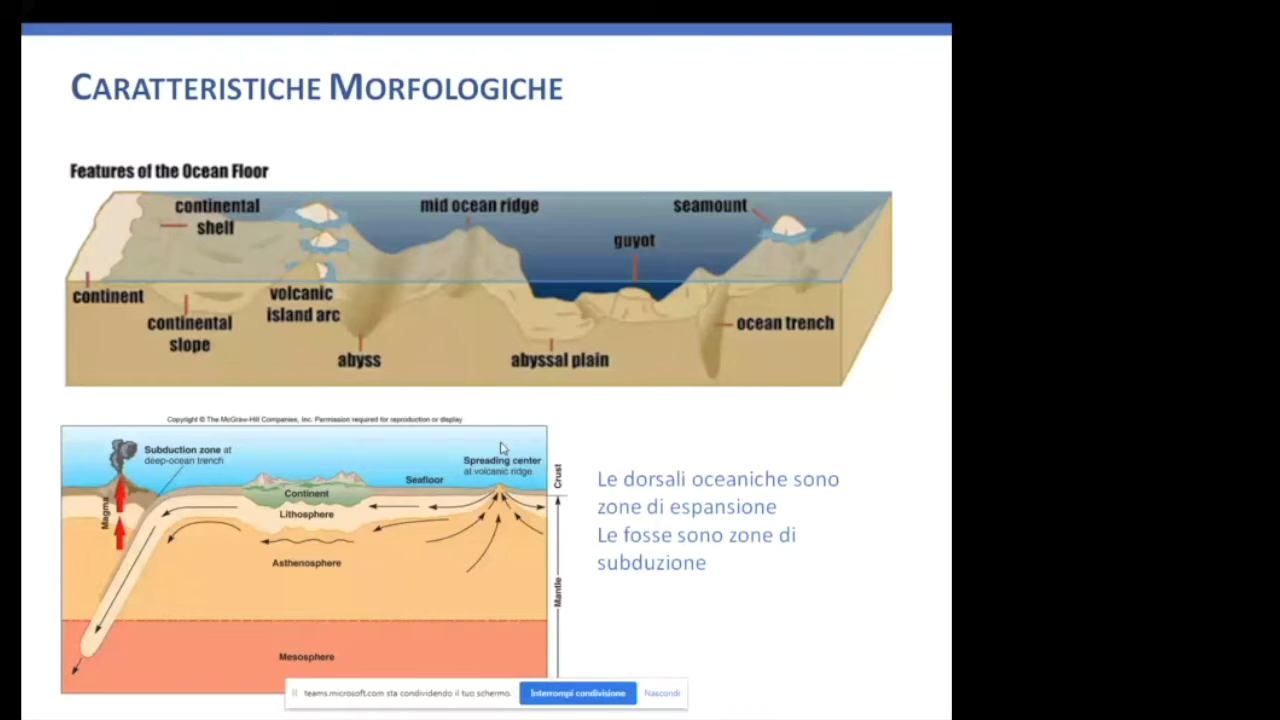 CARATTERISTICHE MORFOLOGICHE
Features of the Ocean Floor
continental
shelf
mid ocean ridge
seamount
guyot
continent
continental
slope
volcanic
island arc
abyss
abyssal plain
ocean trench
Copyright © The McGraw-Hill Companies, Inc. Permission required for reproduction or display
Subduction zone at
deep-ocean trench
Magma
Continent
Lithosphere
Asthenosphere
Mesosphere
Seafloor
Spreading center
at volcanic ridge
Crust
Mantle
Le dorsali oceaniche sono
zone di espansione
Le fosse sono zone di
subduzione
teams.microsoft.com sta condividendo il tuo schermo.
Interrompi condivisione
Nascondi